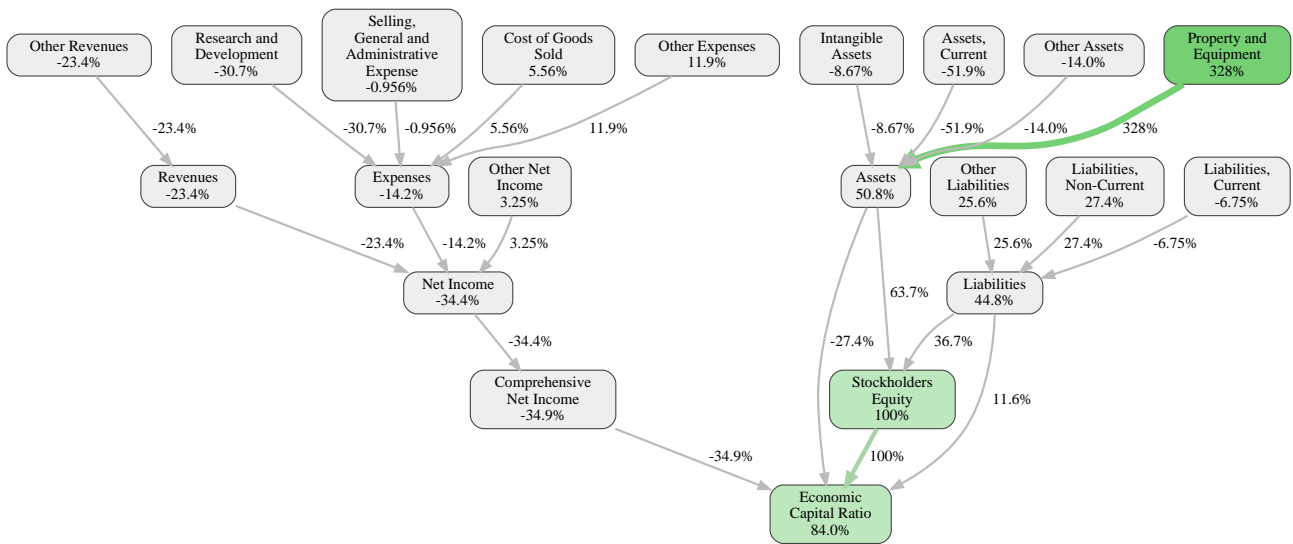 Other Revenues
-23.4%
Research and
Development
-30.7%
Selling,
General and
Administrative
Expense
-0.956%
Cost of Goods
Sold
5.56%
Other Expenses
11.9%
Intangible
Assets
-8.67%
Assets,
Current
-51.9%
Other Assets
-14.0%
Property and
Equipment
328%
-23.4%
-30.7%
-0.956%
5.56%
11.9%
-8.67%
-51.9%
-14.0%
328%
Revenues
-23.4%
Expenses
-14.2%
Other Net
Income
3.25%
Assets
50.8%
Other
Liabilities
25.6%
Liabilities,
Non-Current
27.4%
Liabilities,
Current
-6.75%
-23.4%
-14.2%
3.25%
25.6%
27.4%
-6.75%
Net Income
-34.4%
63.7%
Liabilities
44.8%
-34.4%
-27.4%
36.7%
Comprehensive
Net Income
-34.9%
Stockholders
Equity
100%
11.6%
-34.9%
100%
Economic
Capital Ratio
84.0%